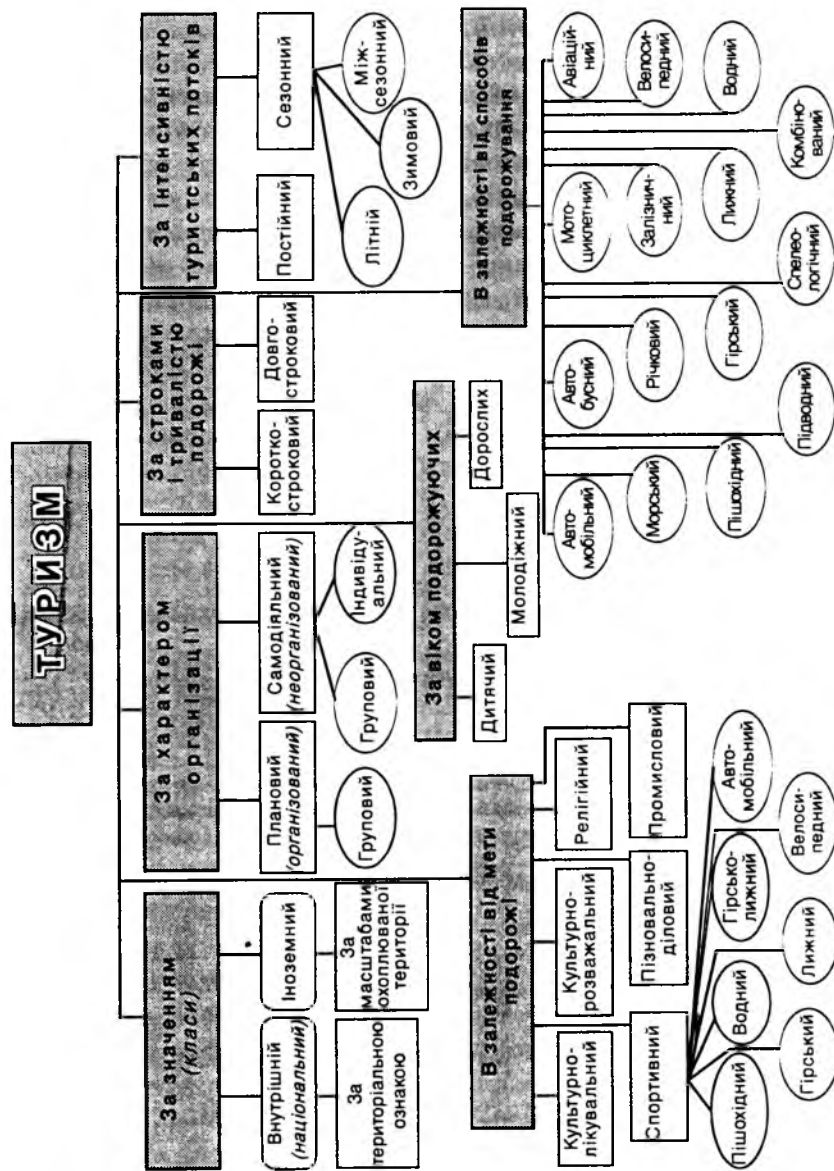 ТУРИЗМ
За значенням
(класи)
За характером
організації
За строками
і тривалістю
подорожі
За інтенсивністю
туристських потоків
Внутрішній
(національний)
Іноземний
За
територіальною
ознакою
За
масштабами
охоплюваної
території
Плановий
(організований)
Самодіяльний
(неорганізований)
Груповий
Груповий
Індивіду-
альний
Коротко-
строковий
Довго-
строковий
Постійний
Сезонний
Літній
Зимовий
Між-
сезонний
За віком подорожуючих
Дитячий
Молодіжний
Дорослих
В залежності від мети
подорожі
Культурно-
лікувальний
Культурно-
розважальний
Релігійний
Спортивний
Пізновально-
діловий
Промисловий
Пішохідний
Водний
Гірсько-
лижний
Авто-
мобільний
Гірський
Лижний
Велоси-
педний
В залежності від способів
подорожування
Авто-
мобільний
Авто-
бусний
Мото-
циклетний
Авіацій-
ний
Морський
Річковий
Залізнич-
ний
Велоси-
педний
Пішохідний
Гірський
Лижний
Водний
Підводний
Спелео-
логічний
Комбіно-
ваний